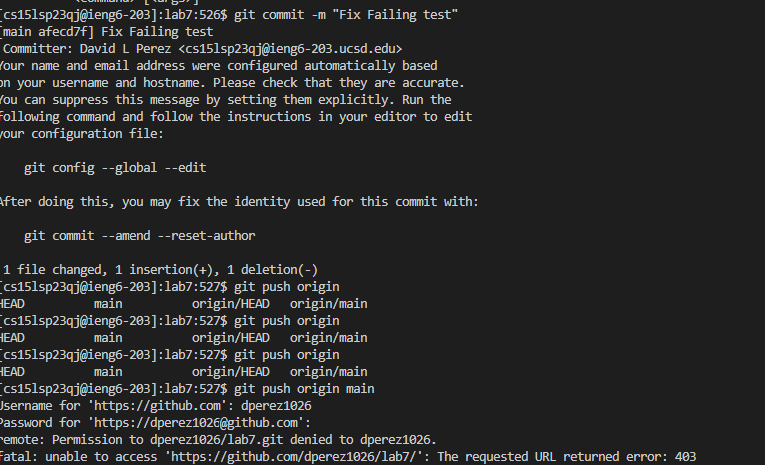 [cs15lsp23qj@ieng6-203]:lab7:526$ git commit -m "Fix Failing test"
[main afecd7f] Fix Failing test
Committer: David L Perez <cs15lsp23qj@ieng6-203.ucsd.edu>
Your name and email address were configured automatically based
on your username and hostname. Please check that they are accurate.
You can suppress this message by setting them explicitly. Run the
following command and follow the instructions in your editor to edit
your configuration file:
git config --global --edit
After doing this, you may fix the identity used for this commit with:
git commit --amend --reset-author
1 file changed, 1 insertion(+), 1 deletion(-)
[cs15lsp23qj@ieng6-203]:lab7:527$ git push origin
HEAD main origin/HEAD origin/main
[cs15lsp23qj@ieng6-203]:lab7:527$ git push origin
HEAD main origin/HEAD origin/main
[cs15lsp23qj@ieng6-203]:lab7:527$ git push origin
HEAD main origin/HEAD origin/main
[cs15lsp23qj@ieng6-203]:lab7:527$ git push origin main
Username for 'https://github.com': dperez1026
Password for 'https://dperez1026@github.com':
remote: Permission to dperez1026/lab7.git denied to dperez1026.
fatal: unable to access 'https://github.com/dperez1026/lab7/': The requested URL returned error: 403